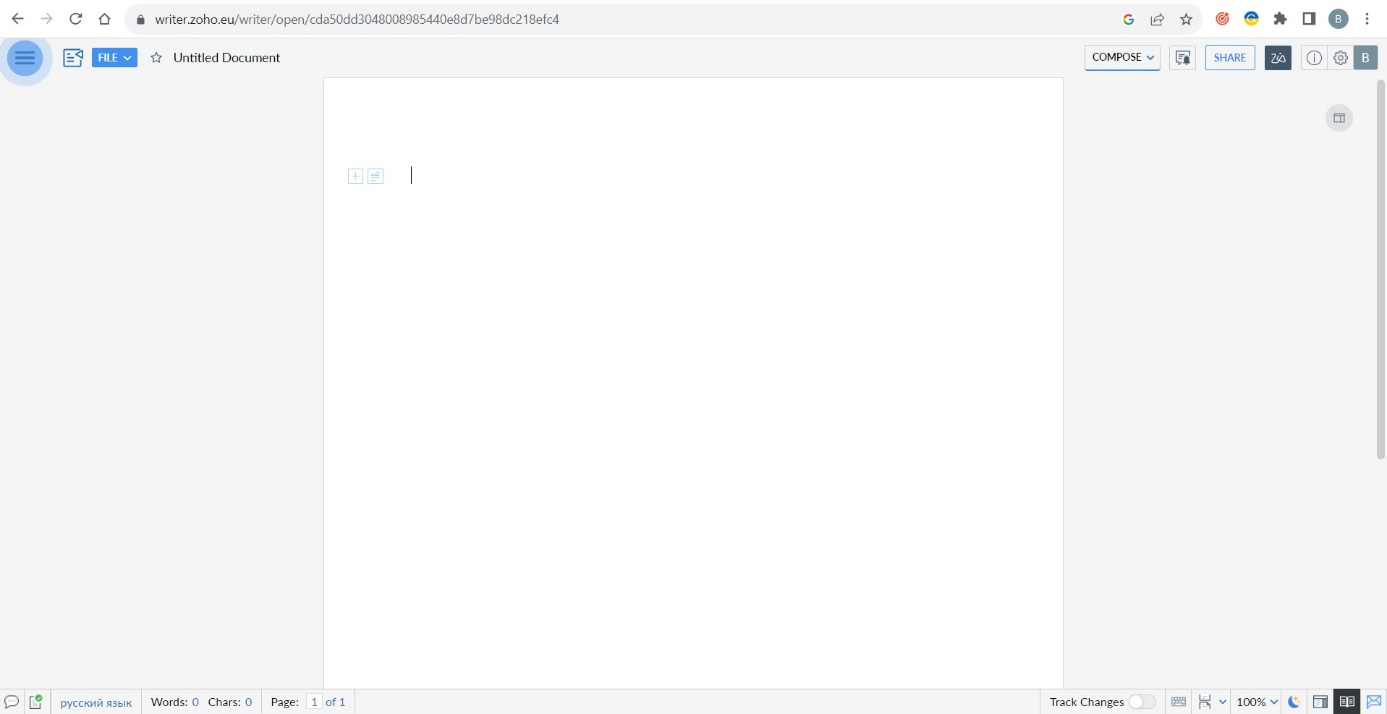 writer.zoho.eu/writer/open/cda50dd3048008985440e8d7be98dc218efc4
B
FILE
Untitled Document
COMPOSE
SHARE
B
русский язык
Words: 0 Chars: 0
Page: 1 of 1
Track Changes
100%